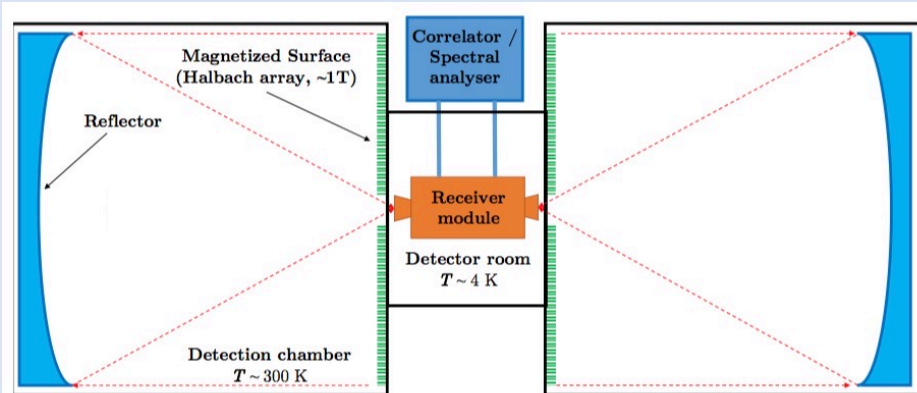 Correlator /
Spectral
analyser
Magnetized Surface
(Halbach array, ~1T)
Reflector
Receiver
module
Detector room
T ~ 4 K
Detection chamber
T ~ 300 K